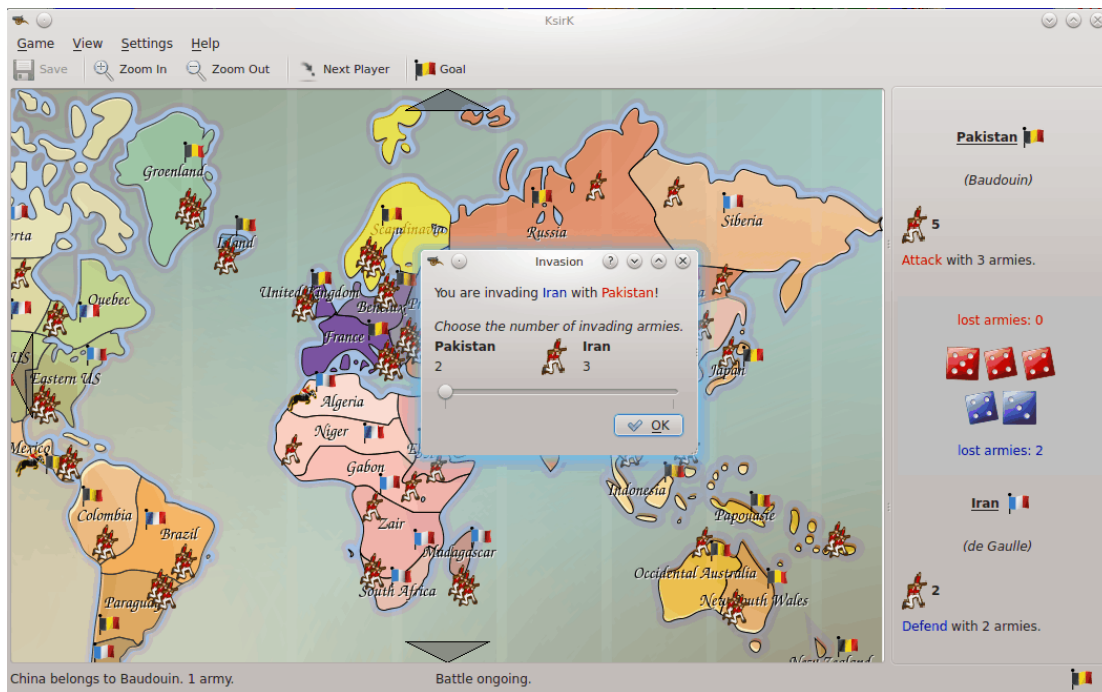 KsirK
Game View Settings Help
Save Zoom In Zoom Out Next Player Goal
Groenland
Island
Scandinavia
Russia
Siberia
Quebec
US
Eastern US
Mexico
United Kingdom
Benelux
France
Japan
Algeria
Niger
Gabon
Zair
Madagascar
South Africa
Colombia
Brazil
Paraguay
Indonesia
Papouasie
Occidental Australia
New South Wales
New Zealand
Invasion
You are invading Iran with Pakistan!
Choose the number of invading armies.
Pakistan Iran
2 3
OK
Pakistan
(Baudouin)
5
Attack with 3 armies.
lost armies: 0
lost armies: 2
Iran
(de Gaulle)
2
Defend with 2 armies.
China belongs to Baudouin. 1 army. Battle ongoing.